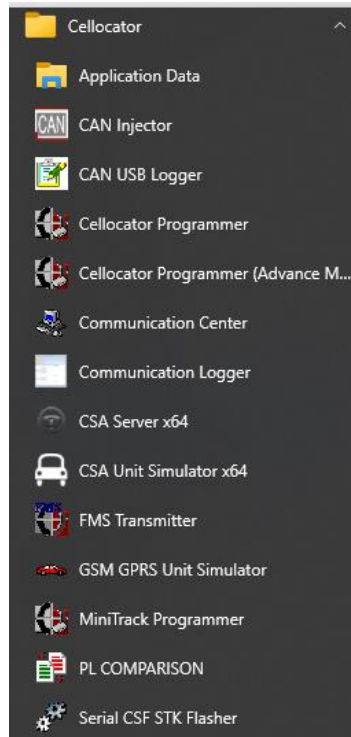 Cellocator
Application Data
CAN CAN Injector
CAN USB Logger
Cellocator Programmer
Cellocator Programmer (Advance M...
Communication Center
Communication Logger
CSA Server x64
CSA Unit Simulator x64
FMS Transmitter
GSM GPRS Unit Simulator
MiniTrack Programmer
PL COMPARISON
Serial CSF STK Flasher